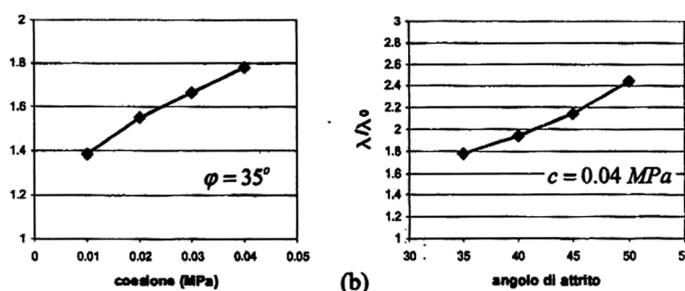 2
1.8
1.6
1.4
1.2
1
φ = 35°
0 0.01 0.02 0.03 0.04 0.05
coesione (MPa)
(b)
λ/λ⁰
3
2.8
2.6
2.4
2.2
2
1.8
1.6
1.4
1.2
1
c = 0.04 MPa
30 35 40 45 50
angolo di attrito